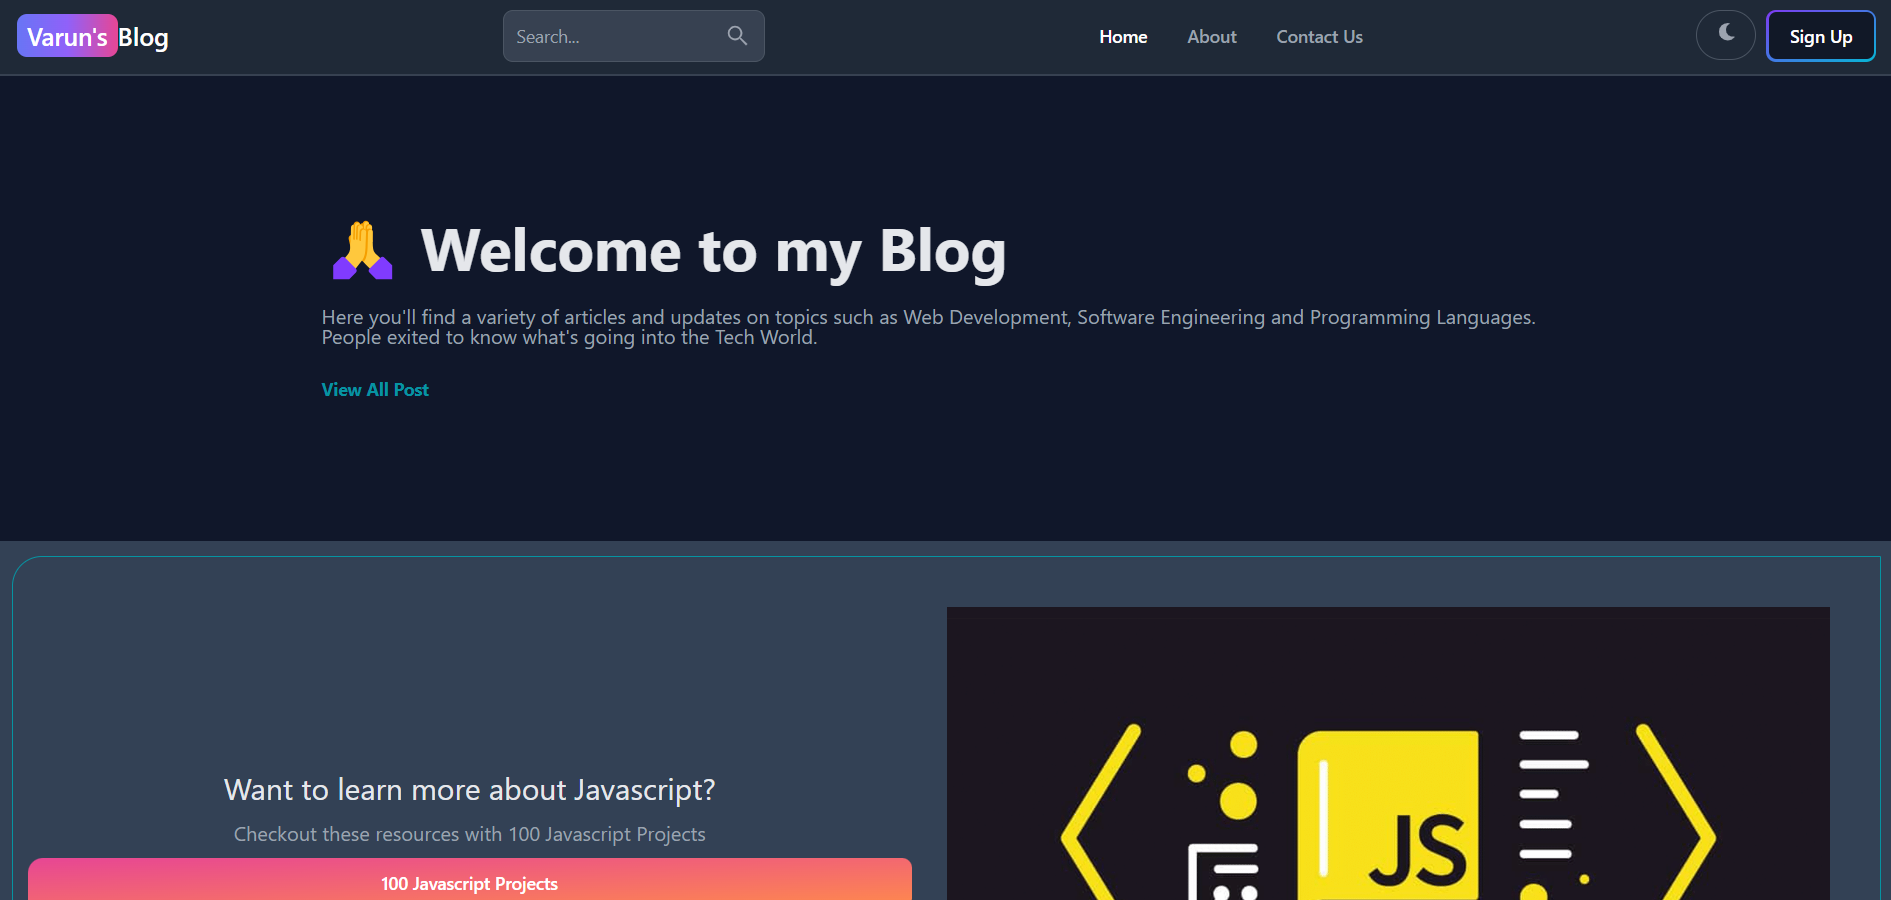 Varun's Blog
Search...
Home
About
Contact Us
Sign Up
Welcome to my Blog
Here you'll find a variety of articles and updates on topics such as Web Development, Software Engineering and Programming Languages.
People exited to know what's going into the Tech World.
View All Post
Want to learn more about Javascript?
Checkout these resources with 100 Javascript Projects
100 Javascript Projects
JS